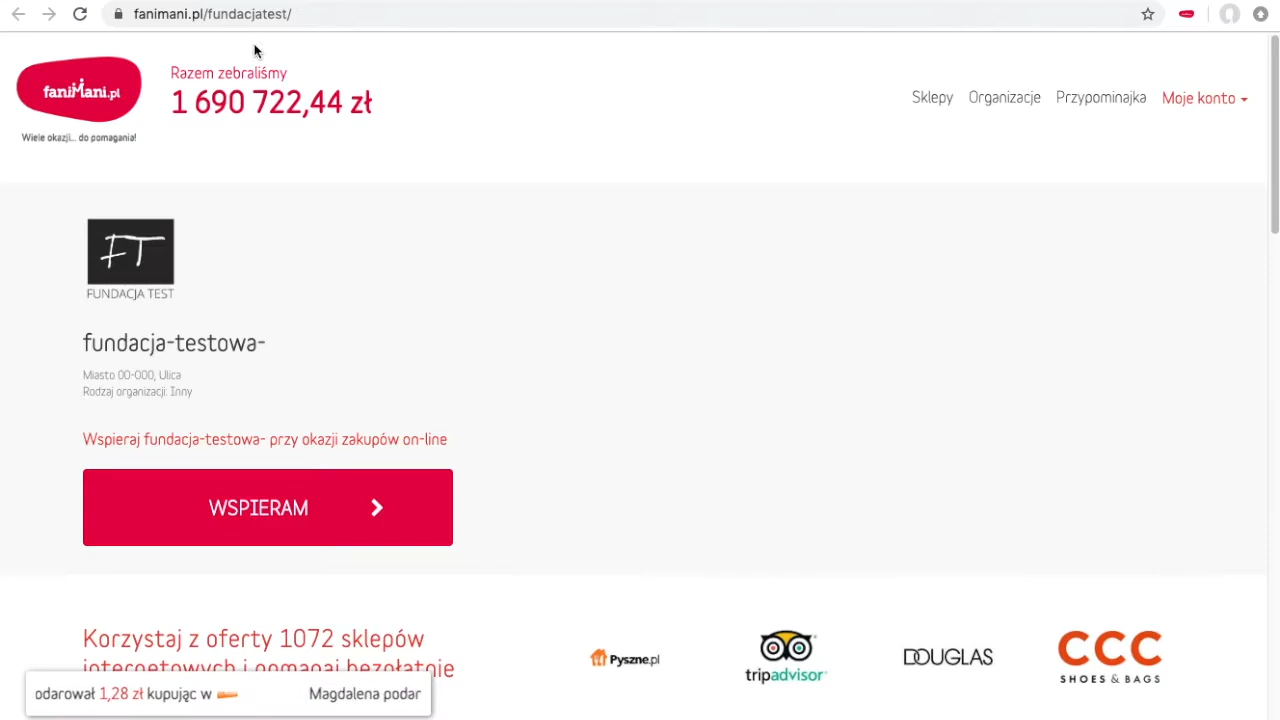 fanimani.pl/fundacjatest/
faniMani.pl
Wiele okazji... do pomagania!
Razem zebraliśmy
1 690 722,44 zł
Sklepy
Organizacje
Przypominajka
Moje konto
FT
FUNDACJA TEST
fundacja-testowa-
Miasto 00-000, Ulica
Rodzaj organizacji: Inny
Wspieraj fundacja-testowa- przy okazji zakupów on-line
WSPIERAM
Korzystaj z oferty 1072 sklepów
internetowych i pomagaj bezpłatnie
Pyszne.pl
tripadvisor
DOUGLAS
CCC
SHOES & BAGS
odarował 1,28 zł kupując w
Magdalena podar